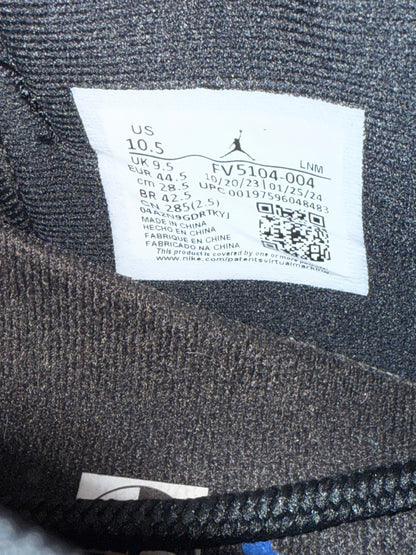 US
10.5 LNM
UK 9.5 FV5104-004
EUR 44.5 10/20/23 | 01/25/24
cm 28.5 UPC 00197596048483
BR 42.5
CN 285(2.5)
MADE IN CHINA
HECHO EN CHINA
FABRIQUE EN CHINE
FABRICADO NA CHINA
This product is covered by one or more
www.nike.com/patentsvirtualmarking